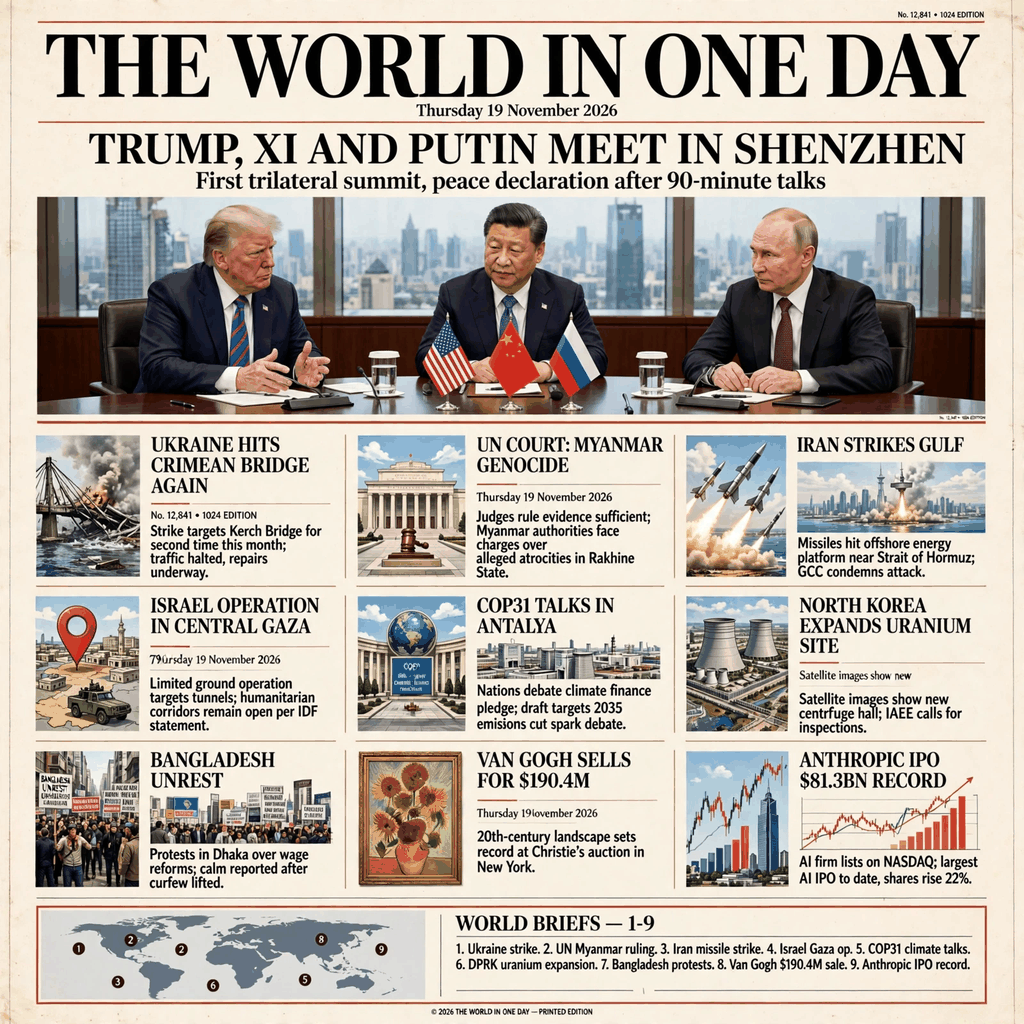 No. 12,841 • 1024 EDITION
THE WORLD IN ONE DAY
Thursday 19 November 2026
TRUMP, XI AND PUTIN MEET IN SHENZHEN
First trilateral summit, peace declaration after 90-minute talks
UKRAINE HITS
CRIMEAN BRIDGE
AGAIN
No. 12,841 • 1024 EDITION
Strike targets Kerch Bridge for
second time this month;
traffic halted, repairs
underway.
UN COURT: MYANMAR
GENOCIDE
Thursday 19 November 2026
Judges rule evidence sufficient;
Myanmar authorities face
charges over
alleged atrocities in Rakhine
State.
IRAN STRIKES GULF
Missiles hit offshore energy
platform near Strait of Hormuz;
GCC condemns attack.
ISRAEL OPERATION
IN CENTRAL GAZA
19 November 2026
Limited ground operation
targets tunnels; humanitarian
corridors remain open per IDF
statement.
COP31 TALKS IN
ANTALYA
Nations debate climate finance
pledge; draft targets 2035
emissions cut spark debate.
NORTH KOREA
EXPANDS URANIUM
SITE
Satellite images show new
Satellite images show new
centrfuge hall; IAEE calls for
inspections.
BANGLADESH
UNREST
BANGLDESH
UNREST
Protests in Dhaka over wage
reforms; calm reported after
curfew lifted.
VAN GOGH SELLS
FOR $190.4M
Thursday 19lovember 2026
20th-century landscape sets
record at Christie's auction in
New York.
ANTHROPIC IPO
$81.3BN RECORD
AI firm lists on NASDAQ; largest
AI IPO to date, shares rise 22%.
1
2
2
8
9
3
6
5
WORLD BRIEFS — 1-9
1. Ukraine strike. 2. UN Myanmar ruling. 3. Iran missile strike. 4. Israel Gaza op. 5. COP31 climate talks.
6. DPRK uranium expansion. 7. Bangladesh protests. 8. Van Gogh $190.4M sale. 9. Anthropic IPO record.
© 2026 THE WORLD IN ONE DAY — PRINTED EDITION